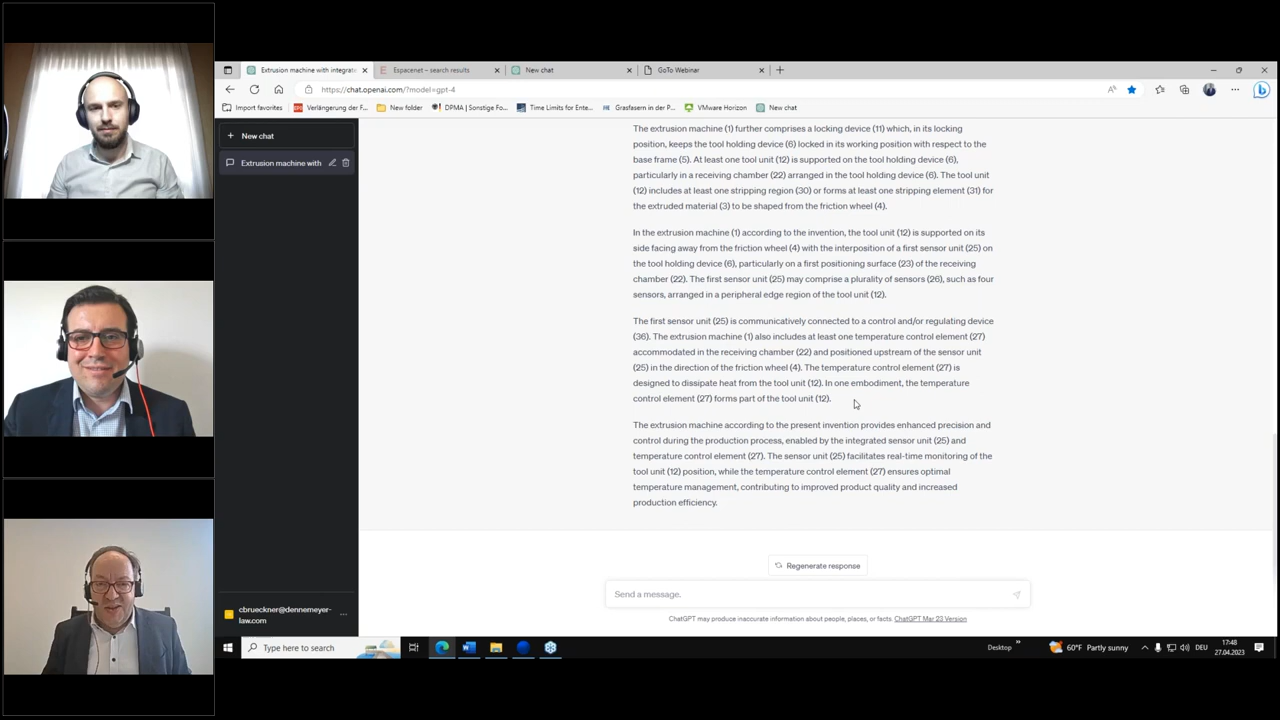 Extrusion machine with integrate
Espacenet – search results
New chat
GoTo Webinar
https://chat.openai.com/?model=gpt-4
Import favorites
Verlängerung der F...
New folder
DPMA | Sonstige Fo...
Time Limits for Ente...
Grasfasern in der P...
VMware Horizon
New chat
New chat
Extrusion machine with
The extrusion machine (1) further comprises a locking device (11) which, in its locking
position, keeps the tool holding device (6) locked in its working position with respect to the
base frame (5). At least one tool unit (12) is supported on the tool holding device (6),
particularly in a receiving chamber (22) arranged in the tool holding device (6). The tool unit
(12) includes at least one stripping region (30) or forms at least one stripping element (31) for
the extruded material (3) to be shaped from the friction wheel (4).
In the extrusion machine (1) according to the invention, the tool unit (12) is supported on its
side facing away from the friction wheel (4) with the interposition of a first sensor unit (25) on
the tool holding device (6), particularly on a first positioning surface (23) of the receiving
chamber (22). The first sensor unit (25) may comprise a plurality of sensors (26), such as four
sensors, arranged in a peripheral edge region of the tool unit (12).
The first sensor unit (25) is communicatively connected to a control and/or regulating device
(36). The extrusion machine (1) also includes at least one temperature control element (27)
accommodated in the receiving chamber (22) and positioned upstream of the sensor unit
(25) in the direction of the friction wheel (4). The temperature control element (27) is
designed to dissipate heat from the tool unit (12). In one embodiment, the temperature
control element (27) forms part of the tool unit (12).
The extrusion machine according to the present invention provides enhanced precision and
control during the production process, enabled by the integrated sensor unit (25) and
temperature control element (27). The sensor unit (25) facilitates real-time monitoring of the
tool unit (12) position, while the temperature control element (27) ensures optimal
temperature management, contributing to improved product quality and increased
production efficiency.
Regenerate response
Send a message.
ChatGPT may produce inaccurate information about people, places, or facts. ChatGPT Mar 23 Version
cbrueckner@dennemeyer-
law.com
Type here to search
Desktop
60°F Partly sunny
DEU
17:48
27.04.2023